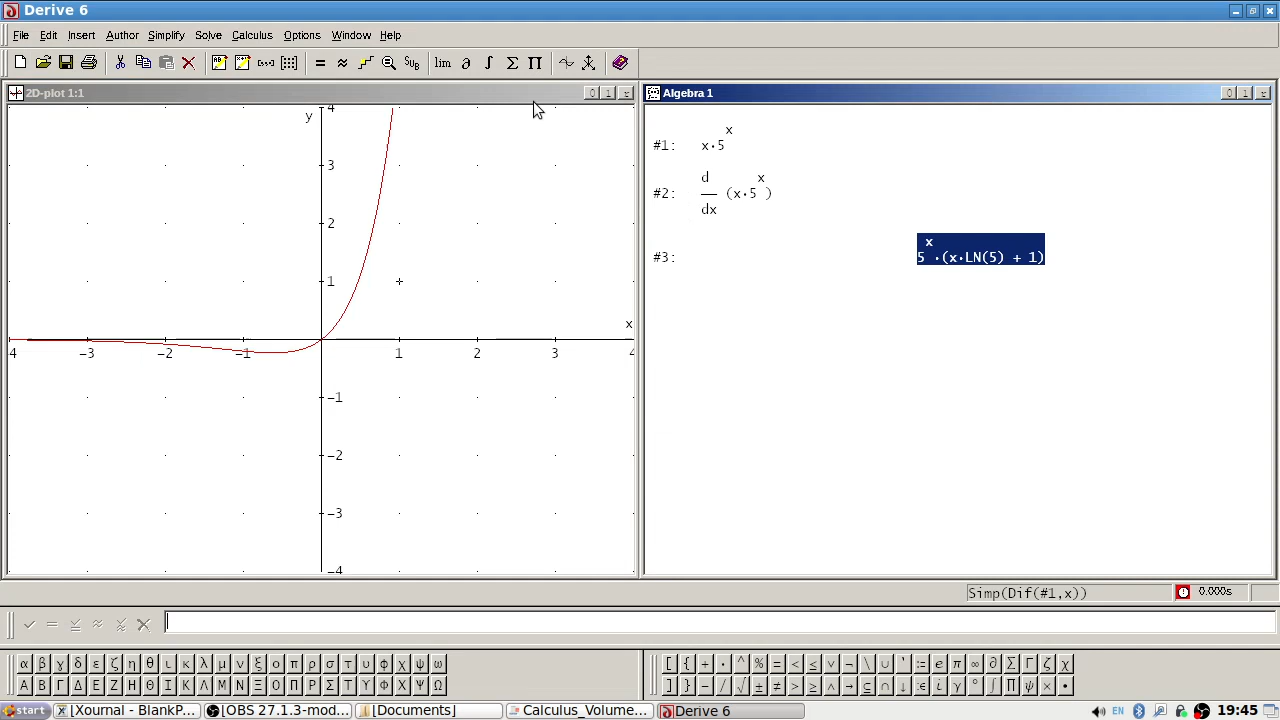 Derive 6
File Edit Insert Author Simplify Solve Calculus Options Window Help
= ≈ SUB lim ∂ ∫ Σ Π
2D-plot 1:1
Algebra 1
y
4
3
2
1
x
4 −3 −2 −1 1 2 3 4
−1
−2
−3
−4
#1: x·5^x
#2: d/dx (x·5^x)
#3: 5^x·(x·LN(5) + 1)
Simp(Dif(#1,x))
0.000s
α β γ δ ε ζ η θ ι κ λ μ ν ξ ο π ρ σ τ υ φ χ ψ ω
[ { + · ^ % = < ≤ ∨ ¬ \ ∪ ' := e π ∞ ∂ ∑ Γ ζ χ
Α Β Γ Δ Ε Ζ Η Θ Ι Κ Λ Μ Ν Ξ Ο Π Ρ Σ Τ Υ Φ Χ Ψ Ω
] } − / √ ± ≠ > ≥ ∧ → ⊆ ∩ ↓ i γ ° ∫ ∏ ψ × •
start
[Xournal - BlankP...
[OBS 27.1.3-mod...
[Documents]
Calculus_Volume...
Derive 6
EN
19:45